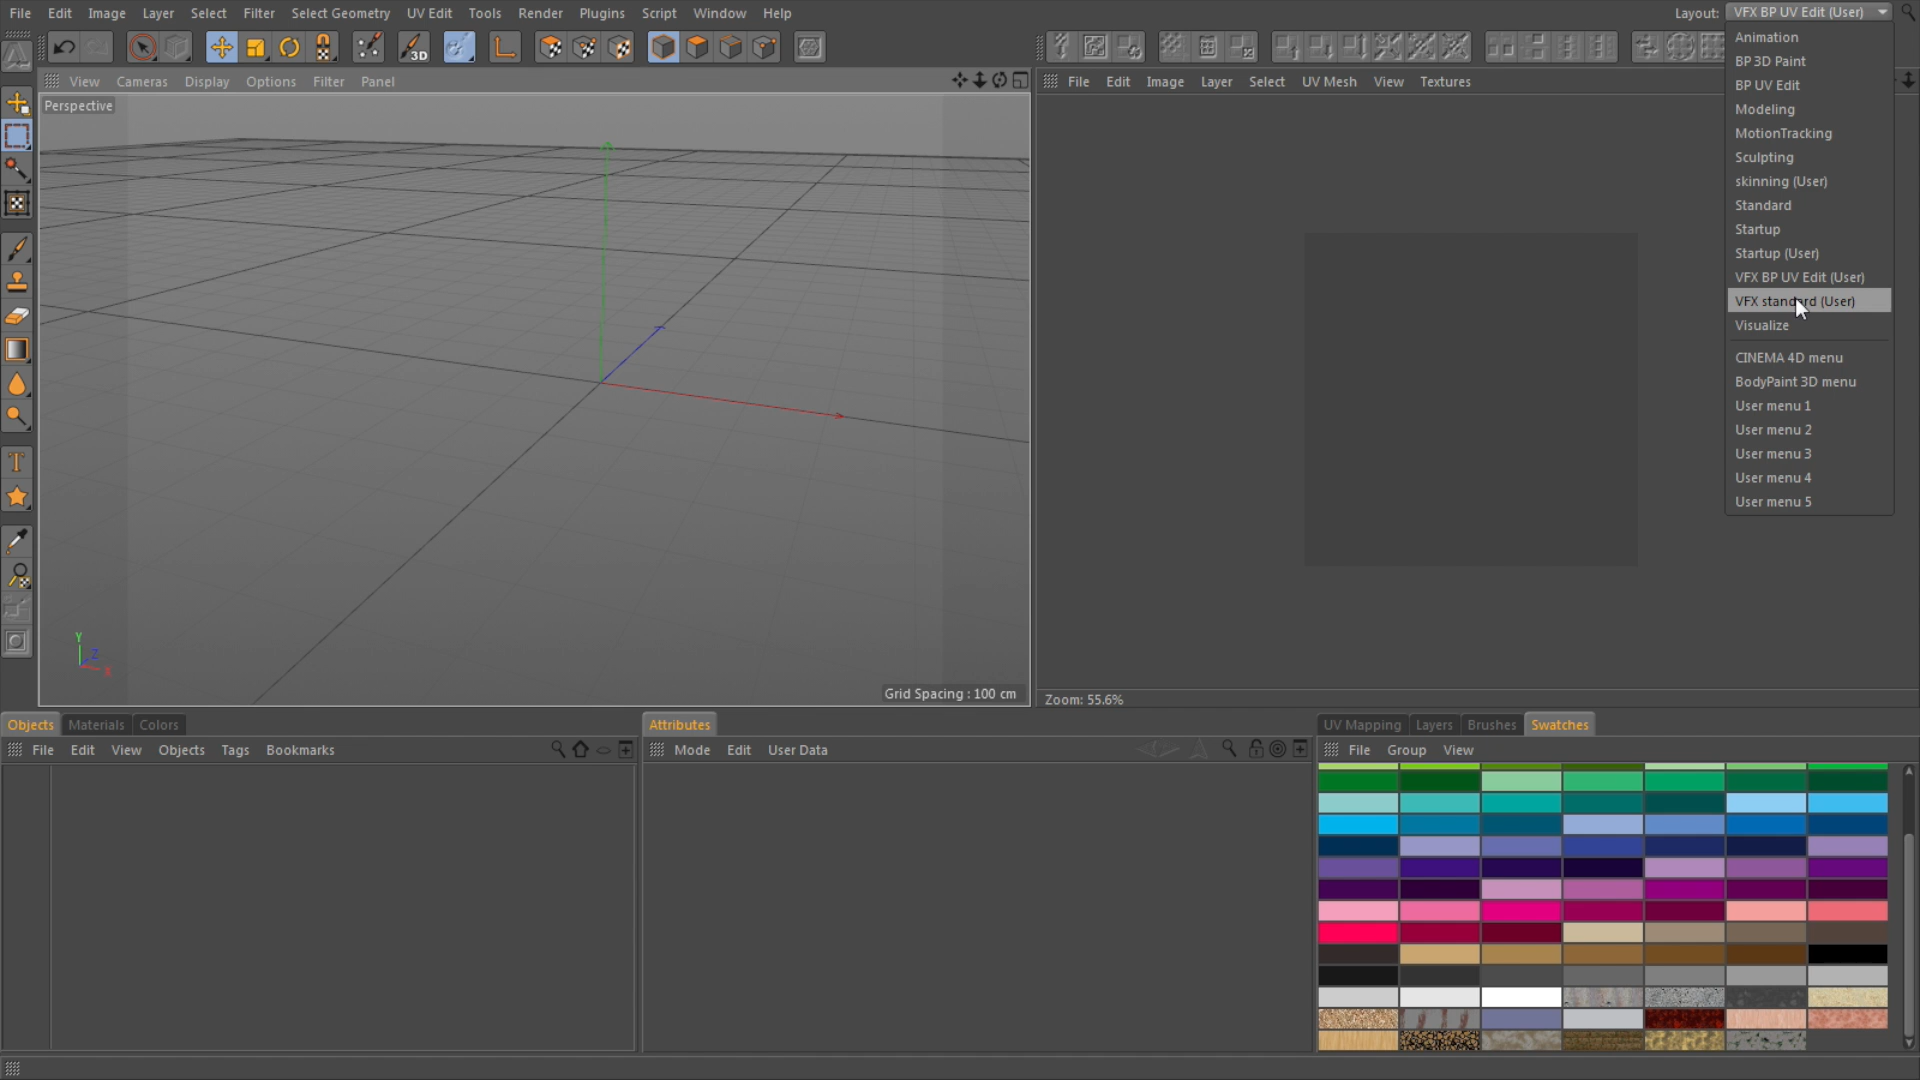 File Edit Image Layer Select Filter Select Geometry UV Edit Tools Render Plugins Script Window Help Layout: VFX BP UV Edit (User)
3D
View Cameras Display Options Filter Panel
File Edit Image Layer Select UV Mesh View Textures
Perspective
Animation
BP 3D Paint
BP UV Edit
Modeling
MotionTracking
Sculpting
skinning (User)
Standard
Startup
Startup (User)
VFX BP UV Edit (User)
VFX standard (User)
Visualize
CINEMA 4D menu
BodyPaint 3D menu
User menu 1
User menu 2
User menu 3
User menu 4
User menu 5
Y
Z
X
Grid Spacing : 100 cm
Zoom: 55.6%
Objects Materials Colors
File Edit View Objects Tags Bookmarks
Attributes
Mode Edit User Data
UV Mapping Layers Brushes Swatches
File Group View